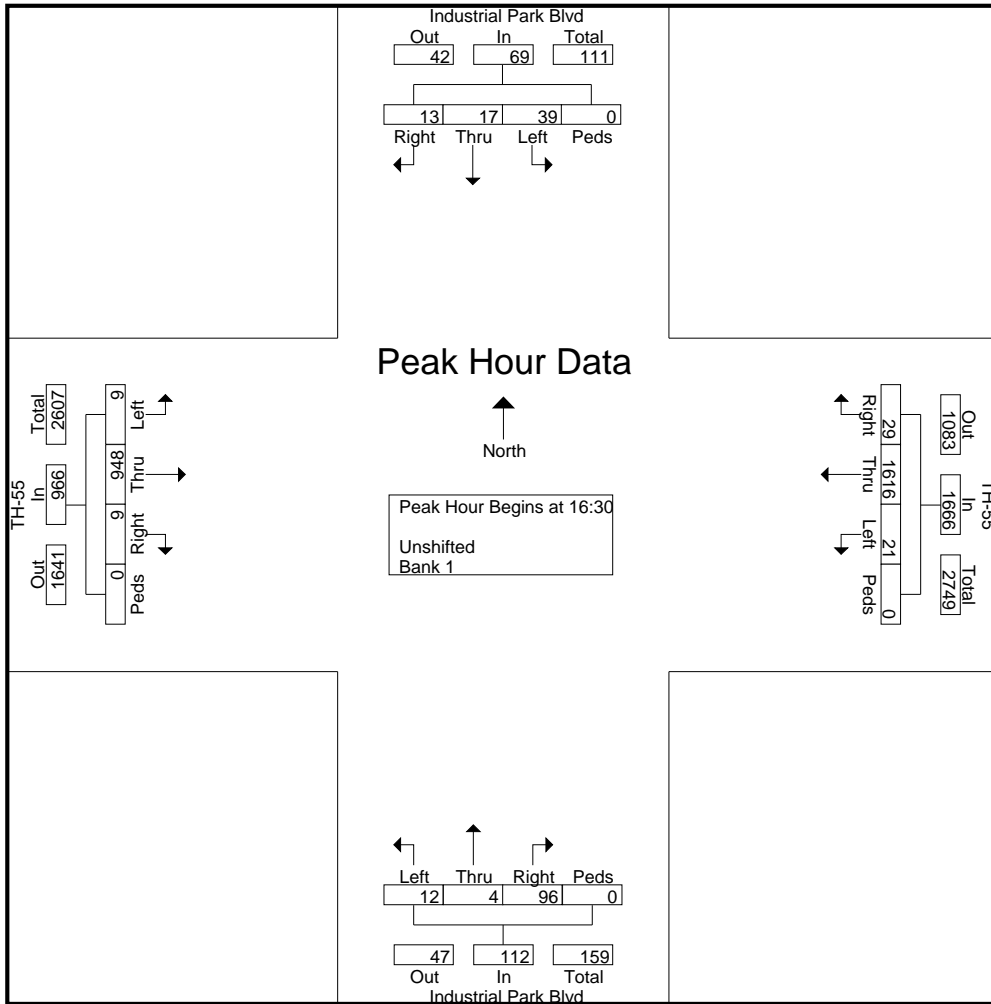 Industrial Park Blvd
Out In Total
42 69 111
13 17 39 0
Right Thru Left Peds
Peak Hour Data
North
Peak Hour Begins at 16:30
Unshifted
Bank 1
TH-55
Total In Out
2607 966 1641
9 948 9 0
Left Thru Right Peds
TH-55
Out In Total
1083 1666 2749
29 1616 21 0
Right Thru Left Peds
Left Thru Right Peds
12 4 96 0
47 112 159
Out In Total
Industrial Park Blvd